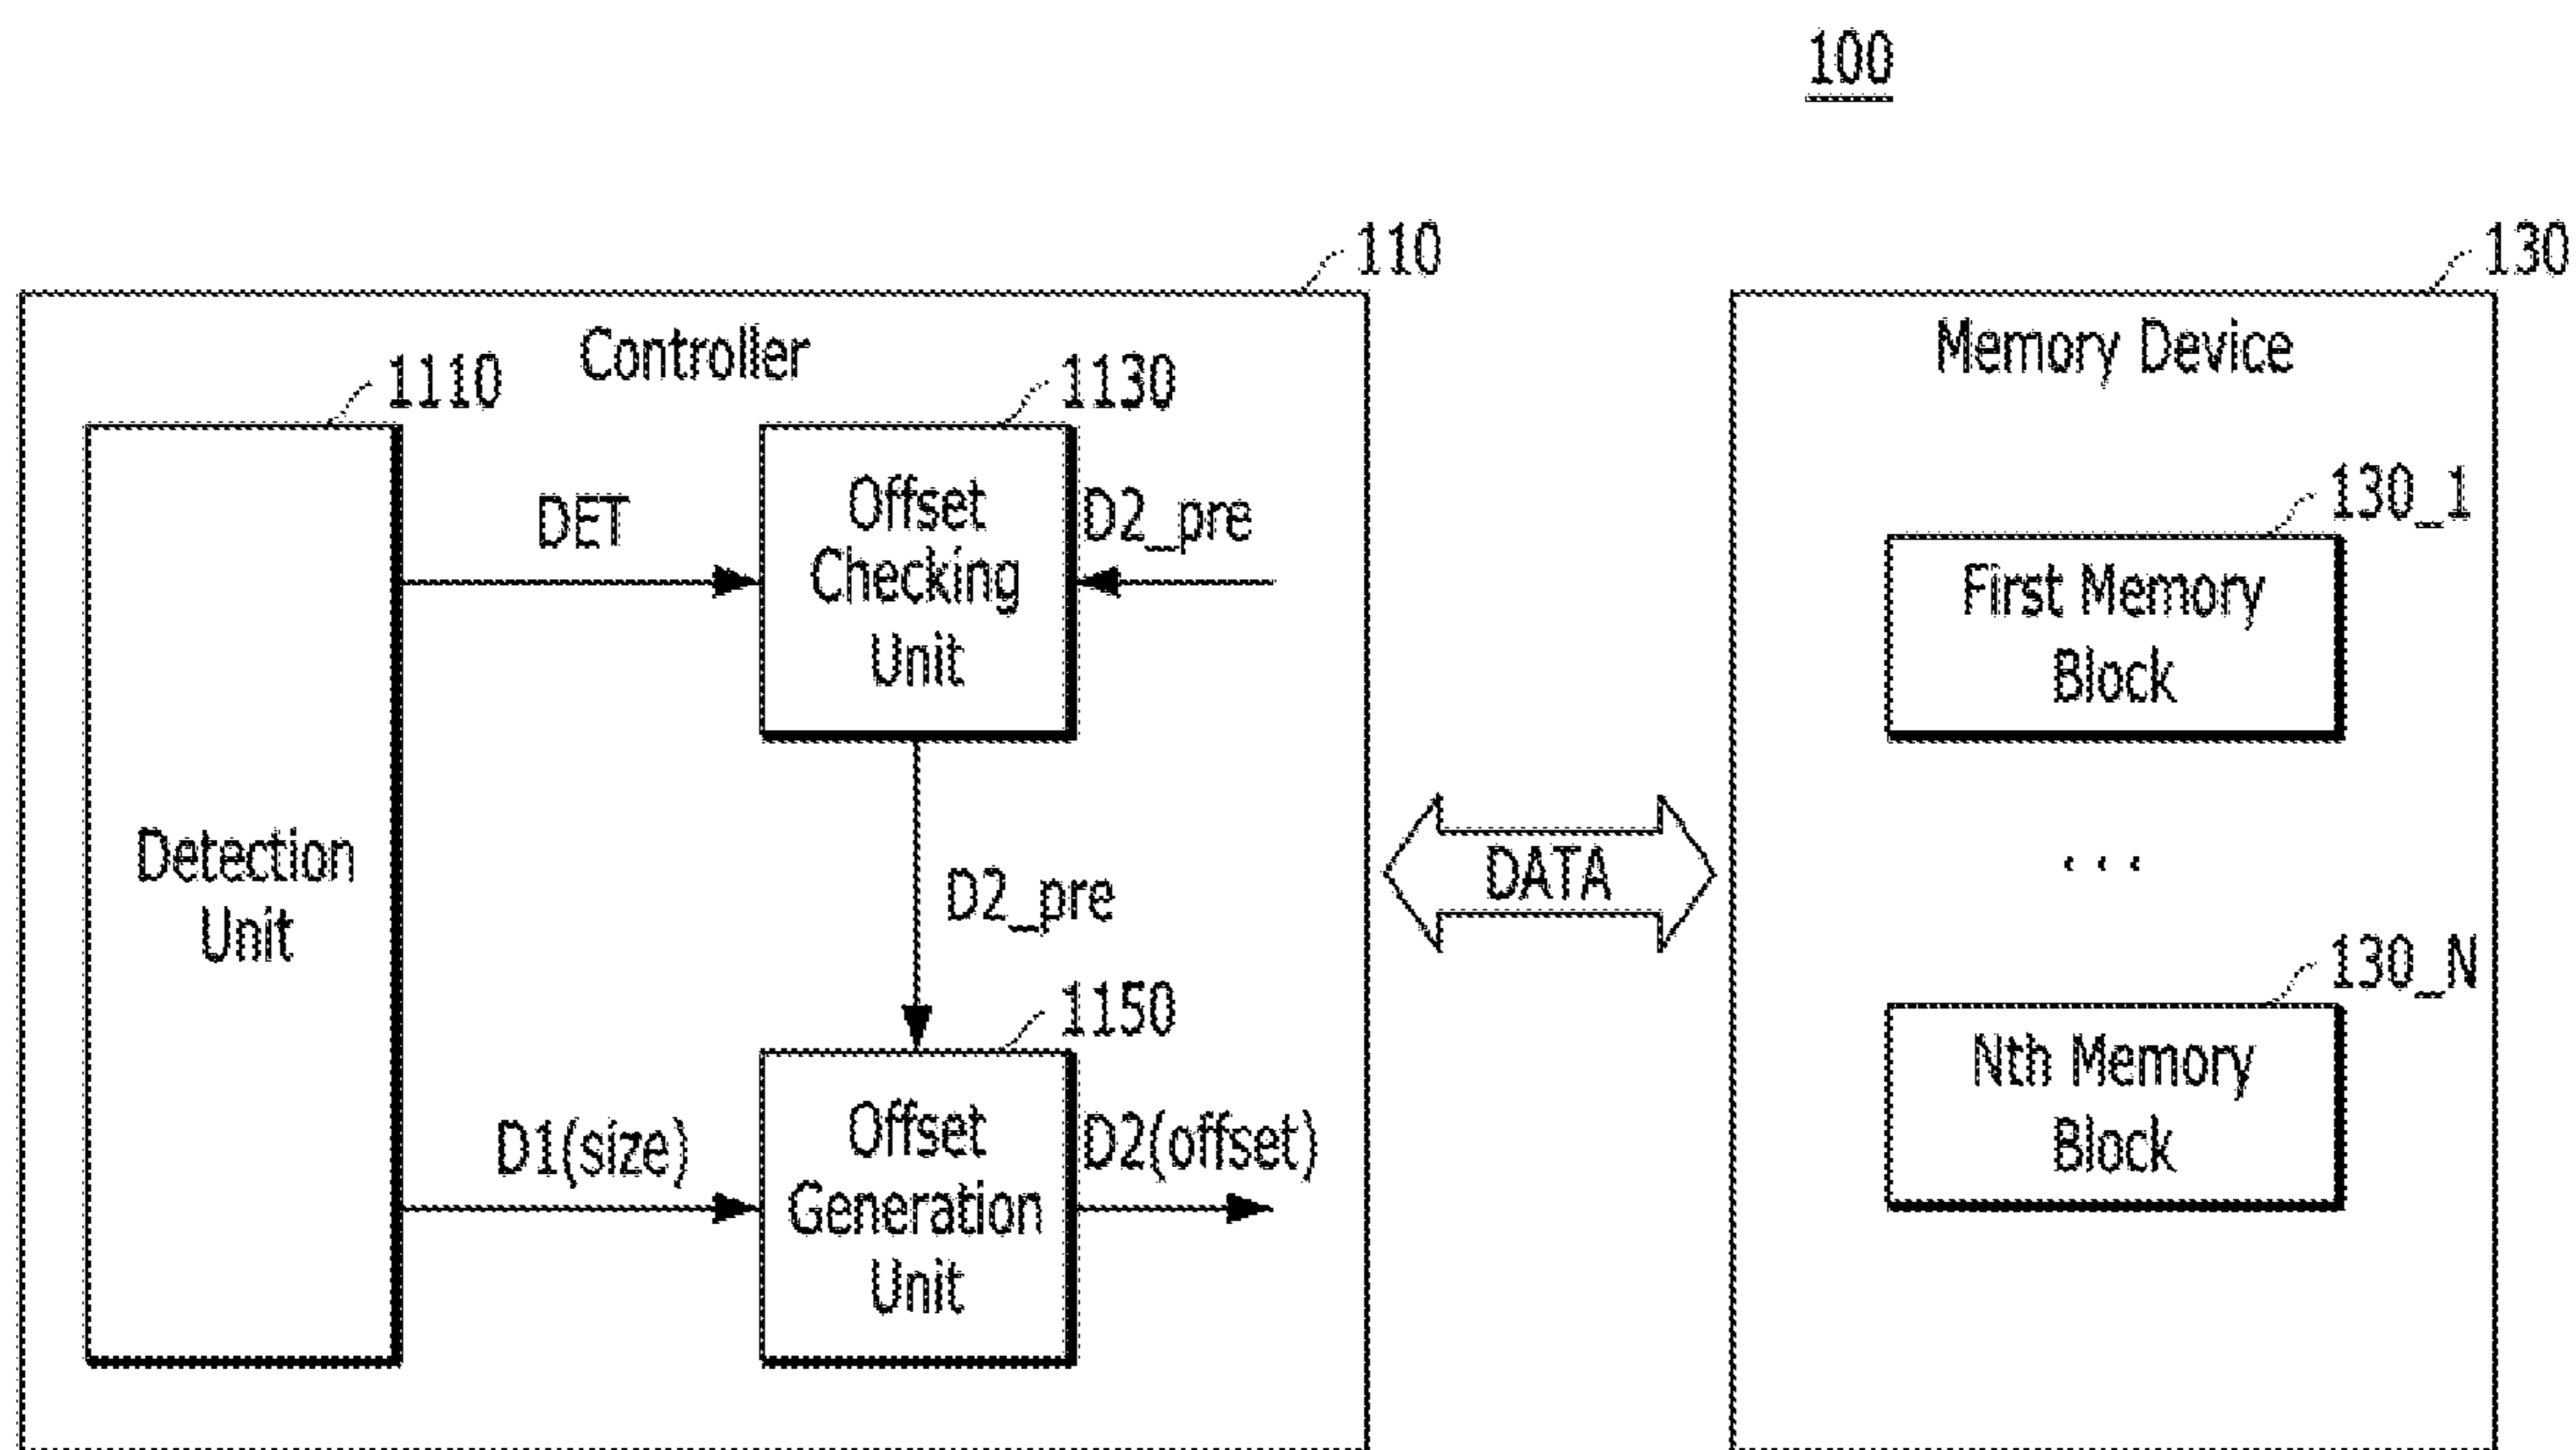 100
110
130
Controller
Memory Device
1110
1130
Offset
Checking
Unit
DET
D2_pre
130_1
First Memory
Block
Detection
Unit
D2_pre
DATA
. . .
130_N
Nth Memory
Block
1150
Offset
Generation
Unit
D1(size)
D2(offset)